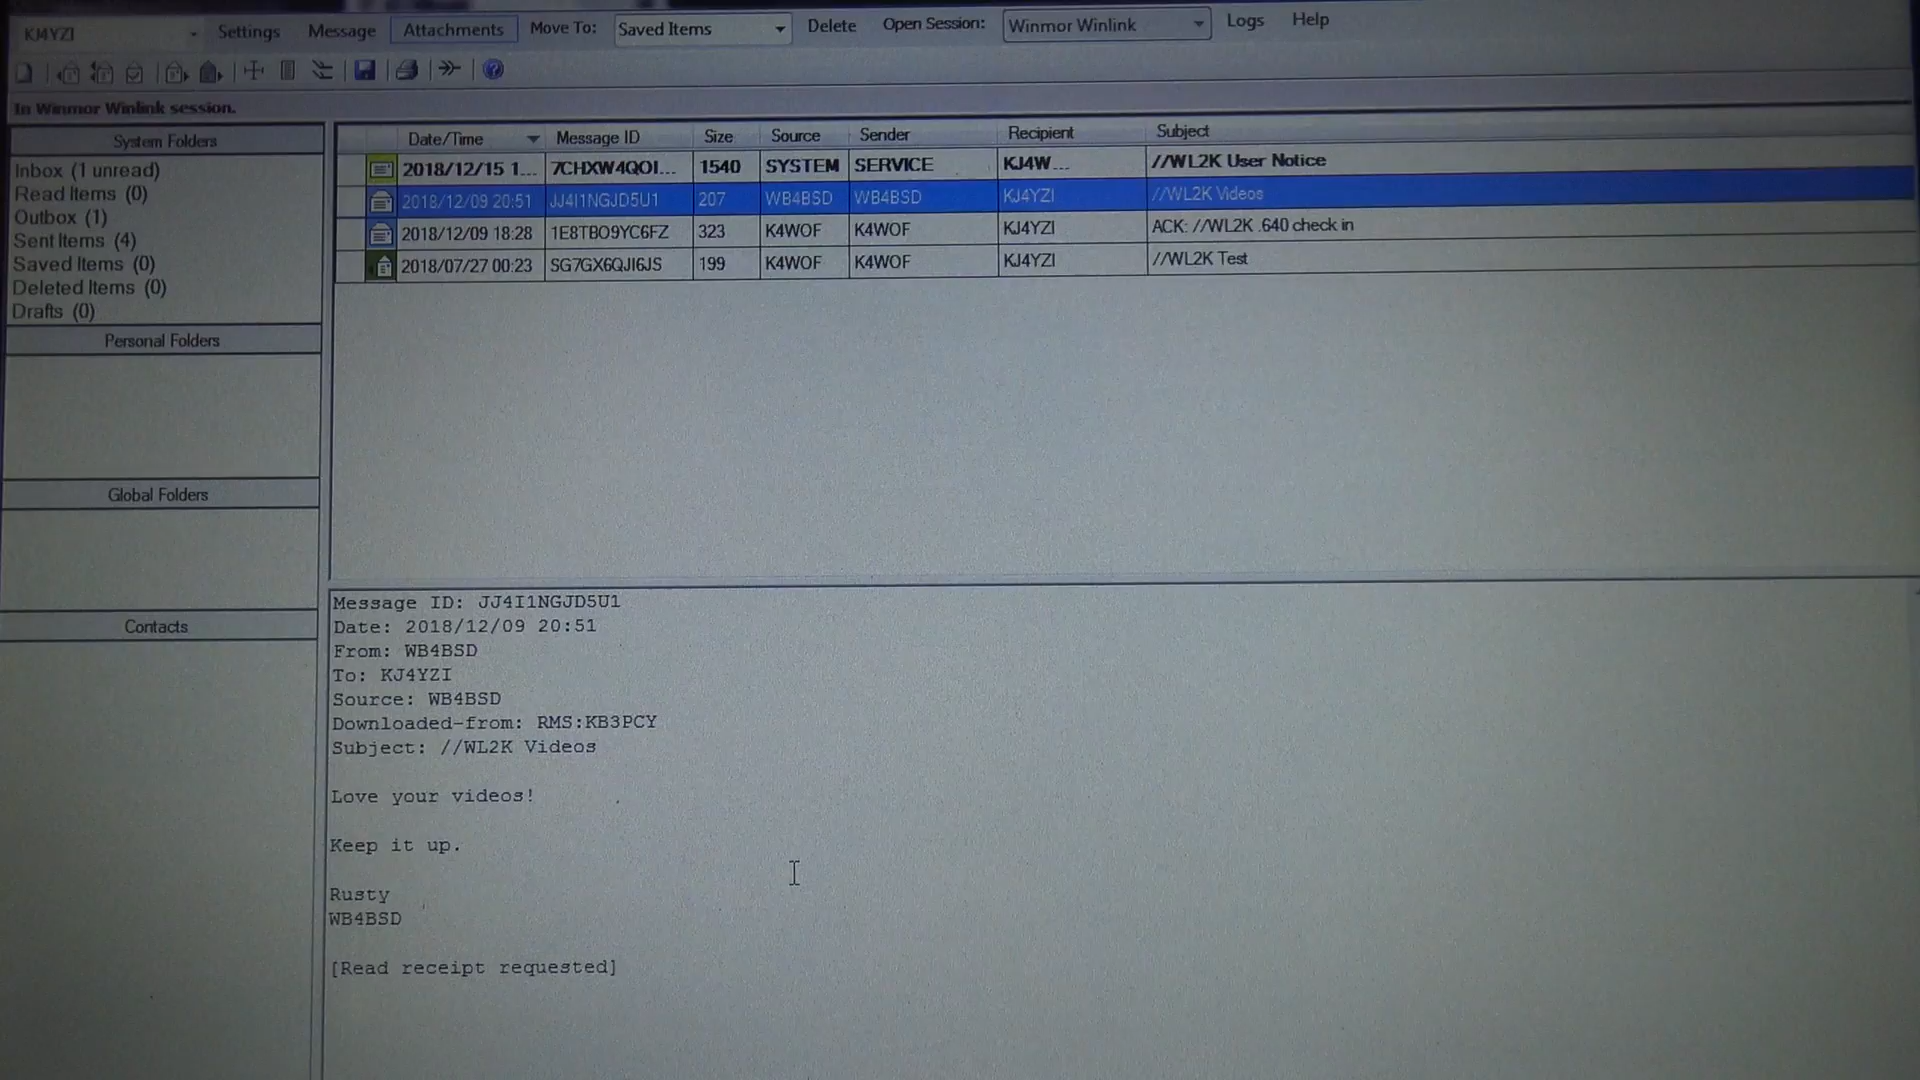 KJ4YZI Settings Message Attachments Move To: Saved Items Delete Open Session: Winmor Winlink Logs Help
In Winmor Winlink session.
System Folders
Inbox (1 unread)
Read Items (0)
Outbox (1)
Sent Items (4)
Saved Items (0)
Deleted Items (0)
Drafts (0)
Personal Folders
Global Folders
Contacts
Date/Time Message ID Size Source Sender Recipient Subject
2018/12/15 1... 7CHXW4QOI... 1540 SYSTEM SERVICE KJ4W... //WL2K User Notice
2018/12/09 20:51 JJ4I1NGJD5U1 207 WB4BSD WB4BSD KJ4YZI //WL2K Videos
2018/12/09 18:28 1E8TBO9YC6FZ 323 K4WOF K4WOF KJ4YZI ACK: //WL2K .640 check in
2018/07/27 00:23 SG7GX6QJI6JS 199 K4WOF K4WOF KJ4YZI //WL2K Test
Message ID: JJ4I1NGJD5U1
Date: 2018/12/09 20:51
From: WB4BSD
To: KJ4YZI
Source: WB4BSD
Downloaded-from: RMS:KB3PCY
Subject: //WL2K Videos
Love your videos!
Keep it up.
Rusty
WB4BSD
[Read receipt requested]